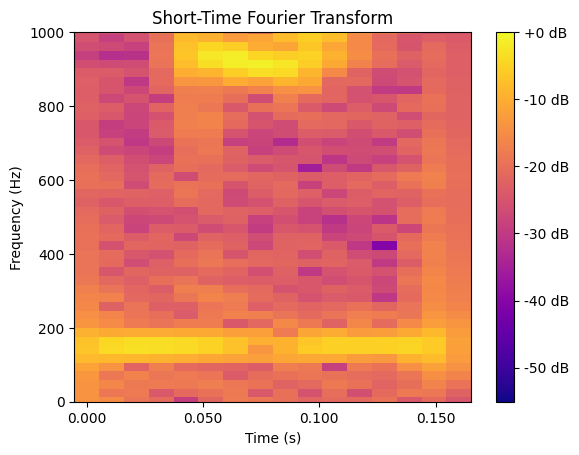 Short-Time Fourier Transform
1000
800
600
400
200
0
Frequency (Hz)
0.000
0.050
0.100
0.150
Time (s)
+0 dB
-10 dB
-20 dB
-30 dB
-40 dB
-50 dB